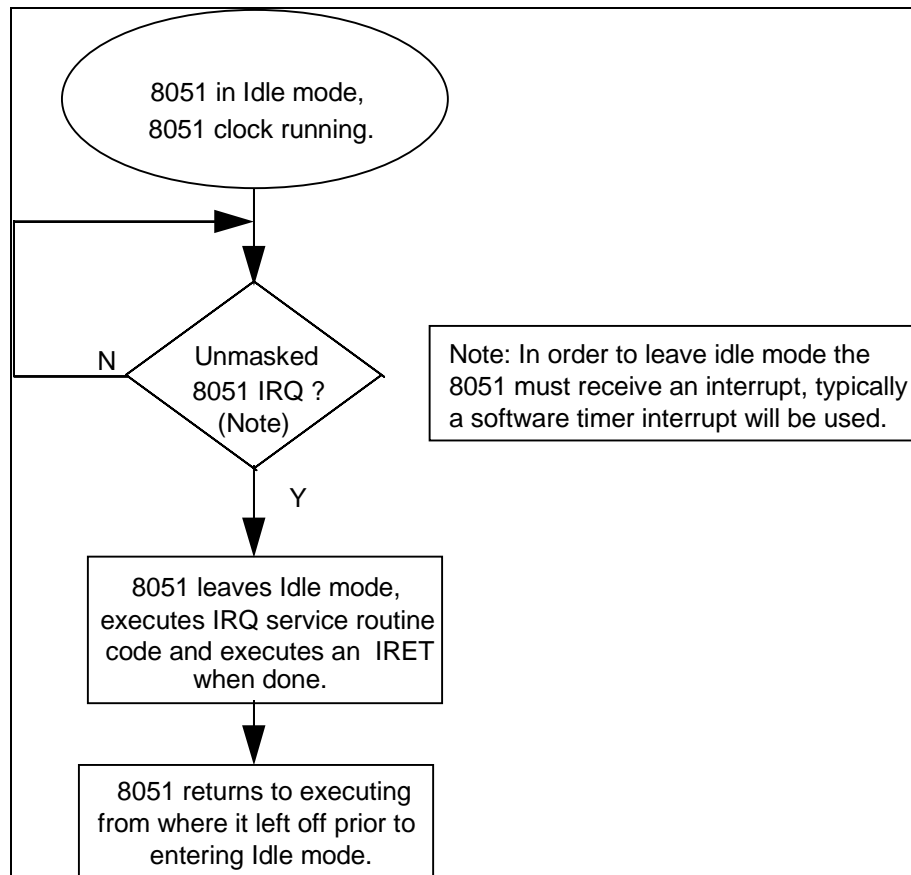 8051 in Idle mode,
8051 clock running.
N
Unmasked
8051 IRQ ?
(Note)
Note: In order to leave idle mode the
8051 must receive an interrupt, typically
a software timer interrupt will be used.
Y
8051 leaves Idle mode,
executes IRQ service routine
code and executes an IRET
when done.
8051 returns to executing
from where it left off prior to
entering Idle mode.